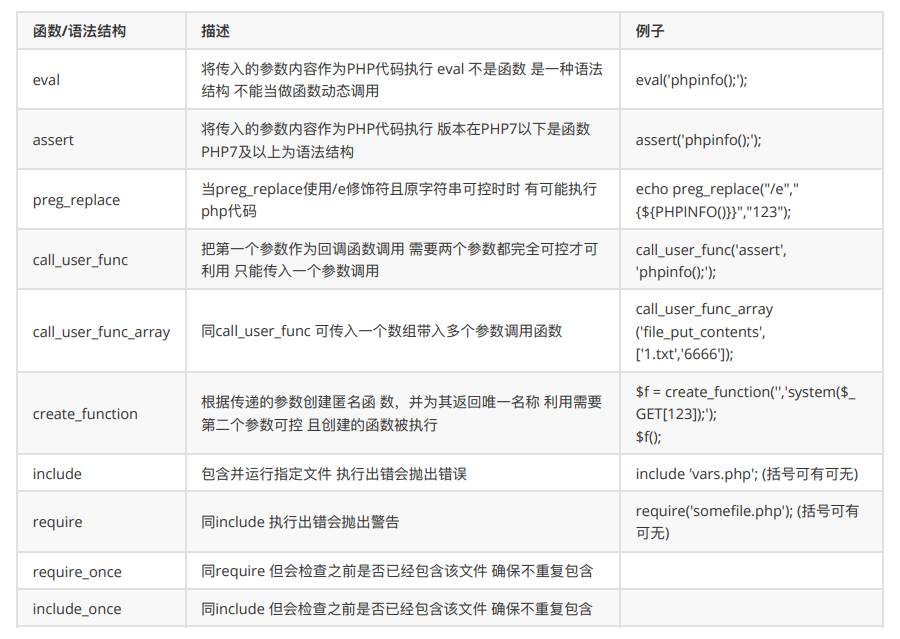 函数/语法结构
描述
例子
eval
将传入的参数内容作为PHP代码执行 eval 不是函数 是一种语法
结构 不能当做函数动态调用
eval('phpinfo();');
assert
将传入的参数内容作为PHP代码执行 版本在PHP7以下是函数
PHP7及以上为语法结构
assert('phpinfo();');
preg_replace
当preg_replace使用/e修饰符且原字符串可控时时 有可能执行
php代码
echo preg_replace("/e","
{${PHPINFO()}}","123");
call_user_func
把第一个参数作为回调函数调用 需要两个参数都完全可控才可
利用 只能传入一个参数调用
call_user_func('assert',
'phpinfo();');
call_user_func_array
同call_user_func 可传入一个数组带入多个参数调用函数
call_user_func_array
('file_put_contents',
['1.txt','6666']);
create_function
根据传递的参数创建匿名函 数，并为其返回唯一名称 利用需要
第二个参数可控 且创建的函数被执行
$f = create_function('','system($_
GET[123]);');
$f();
include
包含并运行指定文件 执行出错会抛出错误
include 'vars.php'; (括号可有可无)
require
同include 执行出错会抛出警告
require('somefile.php'); (括号可有
可无)
require_once
同require 但会检查之前是否已经包含该文件 确保不重复包含
include_once
同include 但会检查之前是否已经包含该文件 确保不重复包含